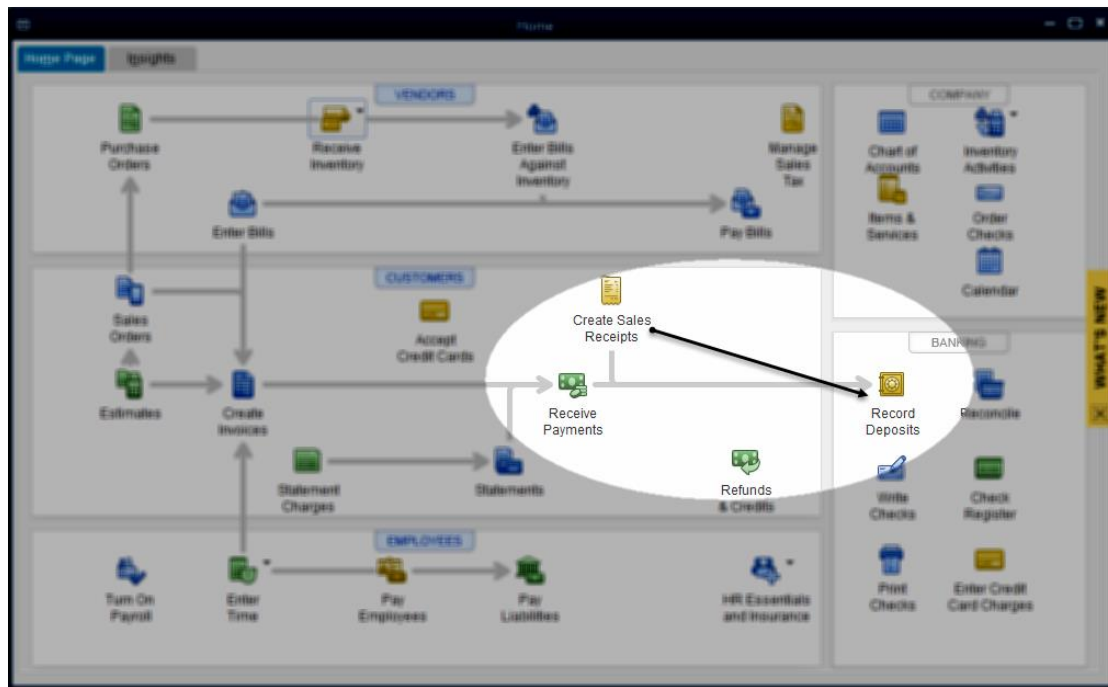 Home
Home Page
Insights
VENDORS
COMPANY
Purchase
Orders
Receive
Inventory
Enter Bills
Against
Inventory
Manage
Sales
Tax
Chart of
Accounts
Inventory
Activities
Enter Bills
Pay Bills
Items &
Services
Order
Checks
Calendar
CUSTOMERS
Sales
Orders
Accept
Credit Cards
Create Sales
Receipts
WHAT'S NEW
BANKING
Estimates
Create
Invoices
Receive
Payments
Record
Deposits
Reconcile
Statement
Charges
Statements
Refunds
& Credits
Write
Checks
Check
Register
EMPLOYEES
Turn On
Payroll
Enter
Time
Pay
Employees
Pay
Liabilities
HR Essentials
and Insurance
Print
Checks
Enter Credit
Card Charges